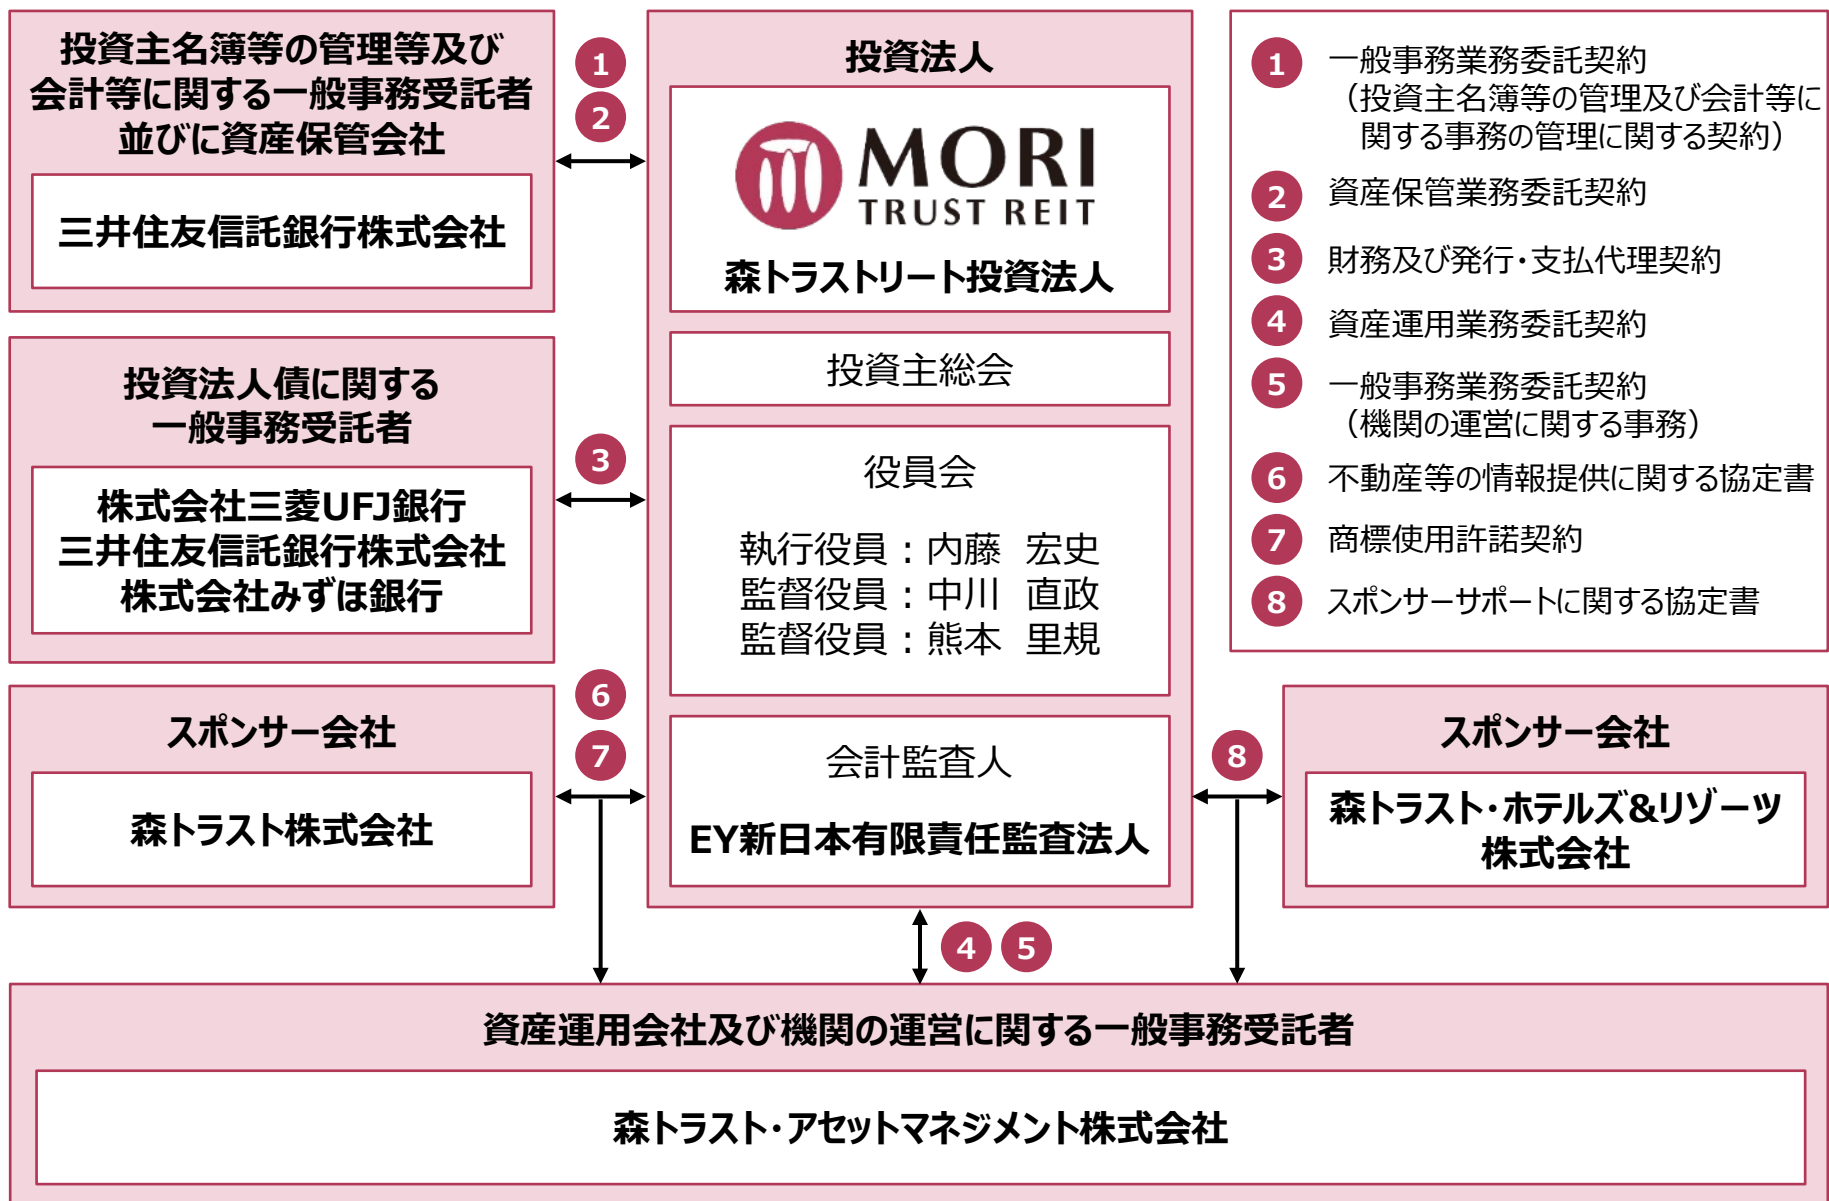 投資主名簿等の管理等及び
会計等に関する一般事務受託者
並びに資産保管会社
三井住友信託銀行株式会社
1
2
投資法人
MORI
TRUST REIT
森トラストリート投資法人
投資主総会
役員会
執行役員：内藤 宏史
監督役員：中川 直政
監督役員：熊本 里規
会計監査人
EY新日本有限責任監査法人
1 一般事務業務委託契約
（投資主名簿等の管理及び会計等に
関する事務の管理に関する契約）
2 資産保管業務委託契約
3 財務及び発行・支払代理契約
4 資産運用業務委託契約
5 一般事務業務委託契約
（機関の運営に関する事務）
6 不動産等の情報提供に関する協定書
7 商標使用許諾契約
8 スポンサーサポートに関する協定書
投資法人債に関する
一般事務受託者
株式会社三菱UFJ銀行
三井住友信託銀行株式会社
株式会社みずほ銀行
3
スポンサー会社
森トラスト株式会社
6
7
8
スポンサー会社
森トラスト・ホテルズ&リゾーツ
株式会社
4 5
資産運用会社及び機関の運営に関する一般事務受託者
森トラスト・アセットマネジメント株式会社